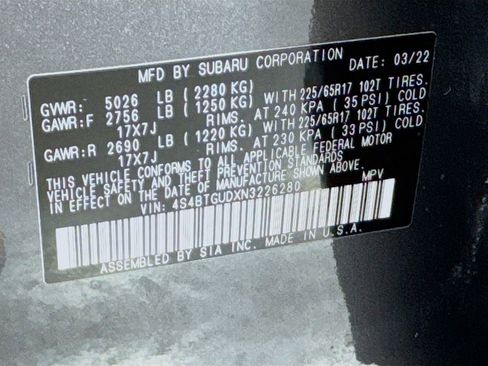 MFD BY SUBARU CORPORATION DATE: 03/22
GVWR: 5026 LB (2280 KG)
GAWR:F 2756 LB (1250 KG) WITH 225/65R17 102T TIRES.
17X7J RIMS. AT 240 KPA (35 PSI) COLD
GAWR:R 2690 LB (1220 KG) WITH 225/65R17 102T TIRES.
17X7J RIMS. AT 230 KPA (33 PSI) COLD
THIS VEHICLE CONFORMS TO ALL APPLICABLE FEDERAL MOTOR
VEHICLE SAFETY AND THEFT PREVENTION STANDARDS
IN EFFECT ON THE DATE OF MANUFACTURE SHOWN ABOVE.
VIN: 4S4BTGUDXN3226280 MPV
ASSEMBLED BY SIA INC. MADE IN U.S.A.